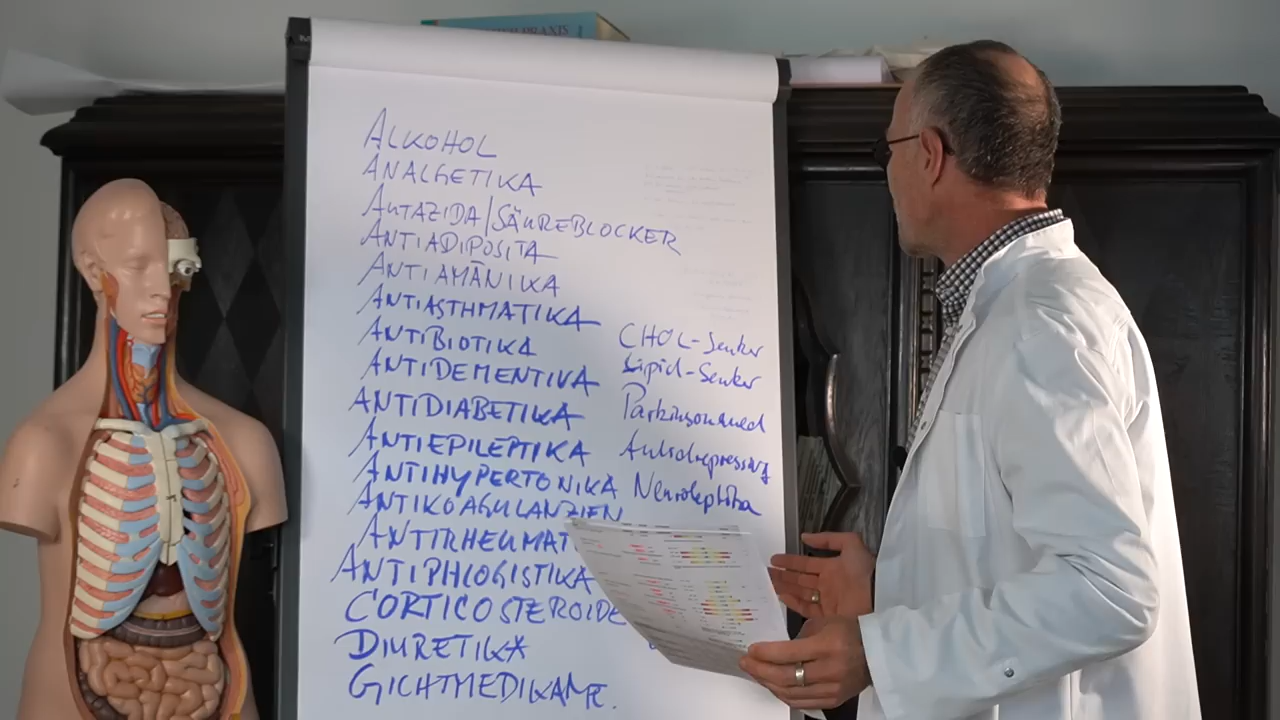 PRAXIS
ALKOHOL
ANALGETIKA
ANTAZIDA/SÄUREBLOCKER
ANTIADIPOSITA
ANTIAMÄNIKA
ANTIASTHMATIKA
ANTIBIOTIKA
ANTIDEMENTIVA
ANTIDIABETIKA
ANTIEPILEPTIKA
ANTIHYPERTONIKA
ANTIKOAGULANZIEN
ANTIRHEUMAT
ANTIPHLOGISTIKA
CORTICOSTEROIDE
DIURETIKA
GICHTMEDIKAME.
CHOL-Senker
Lipid-Senker
Parkinsonmed
Antidepressiva
Neuroleptika